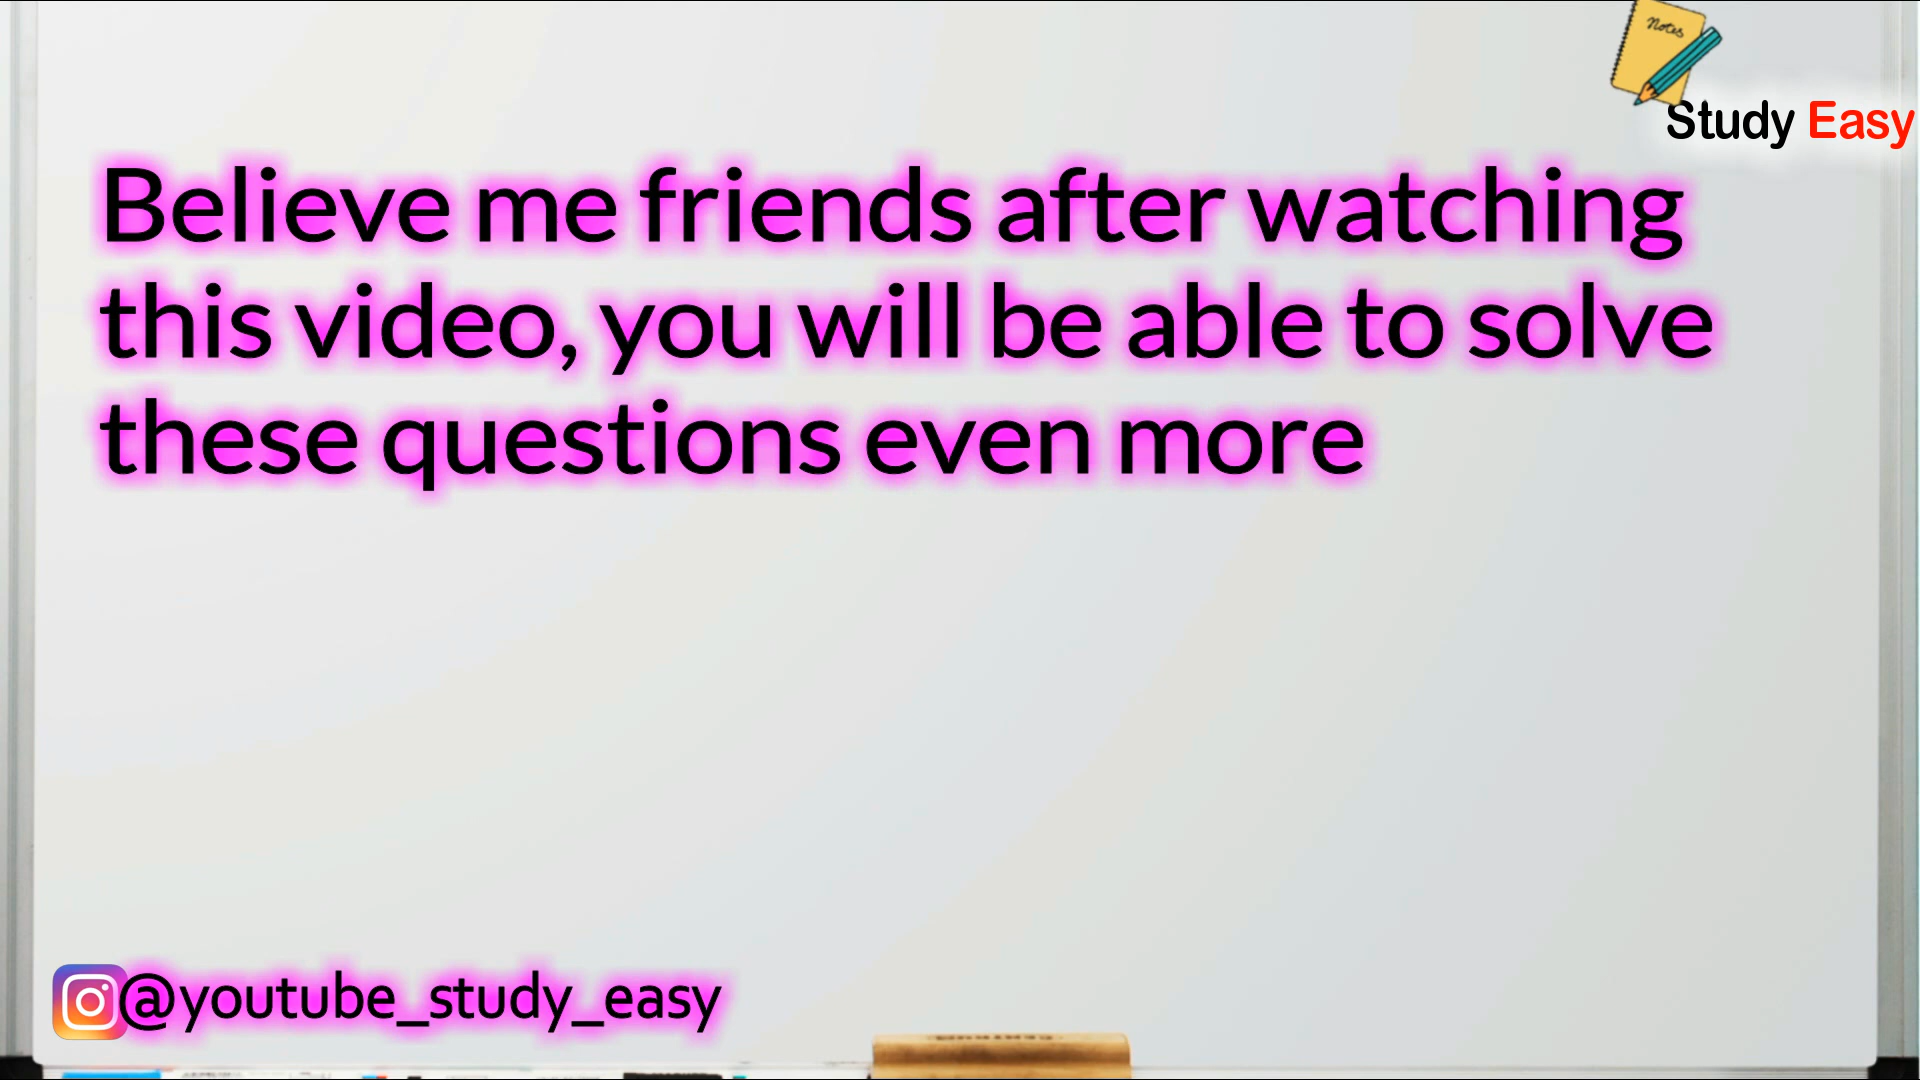 Notes
Study Easy
Believe me friends after watching
this video, you will be able to solve
these questions even more
@youtube_study_easy